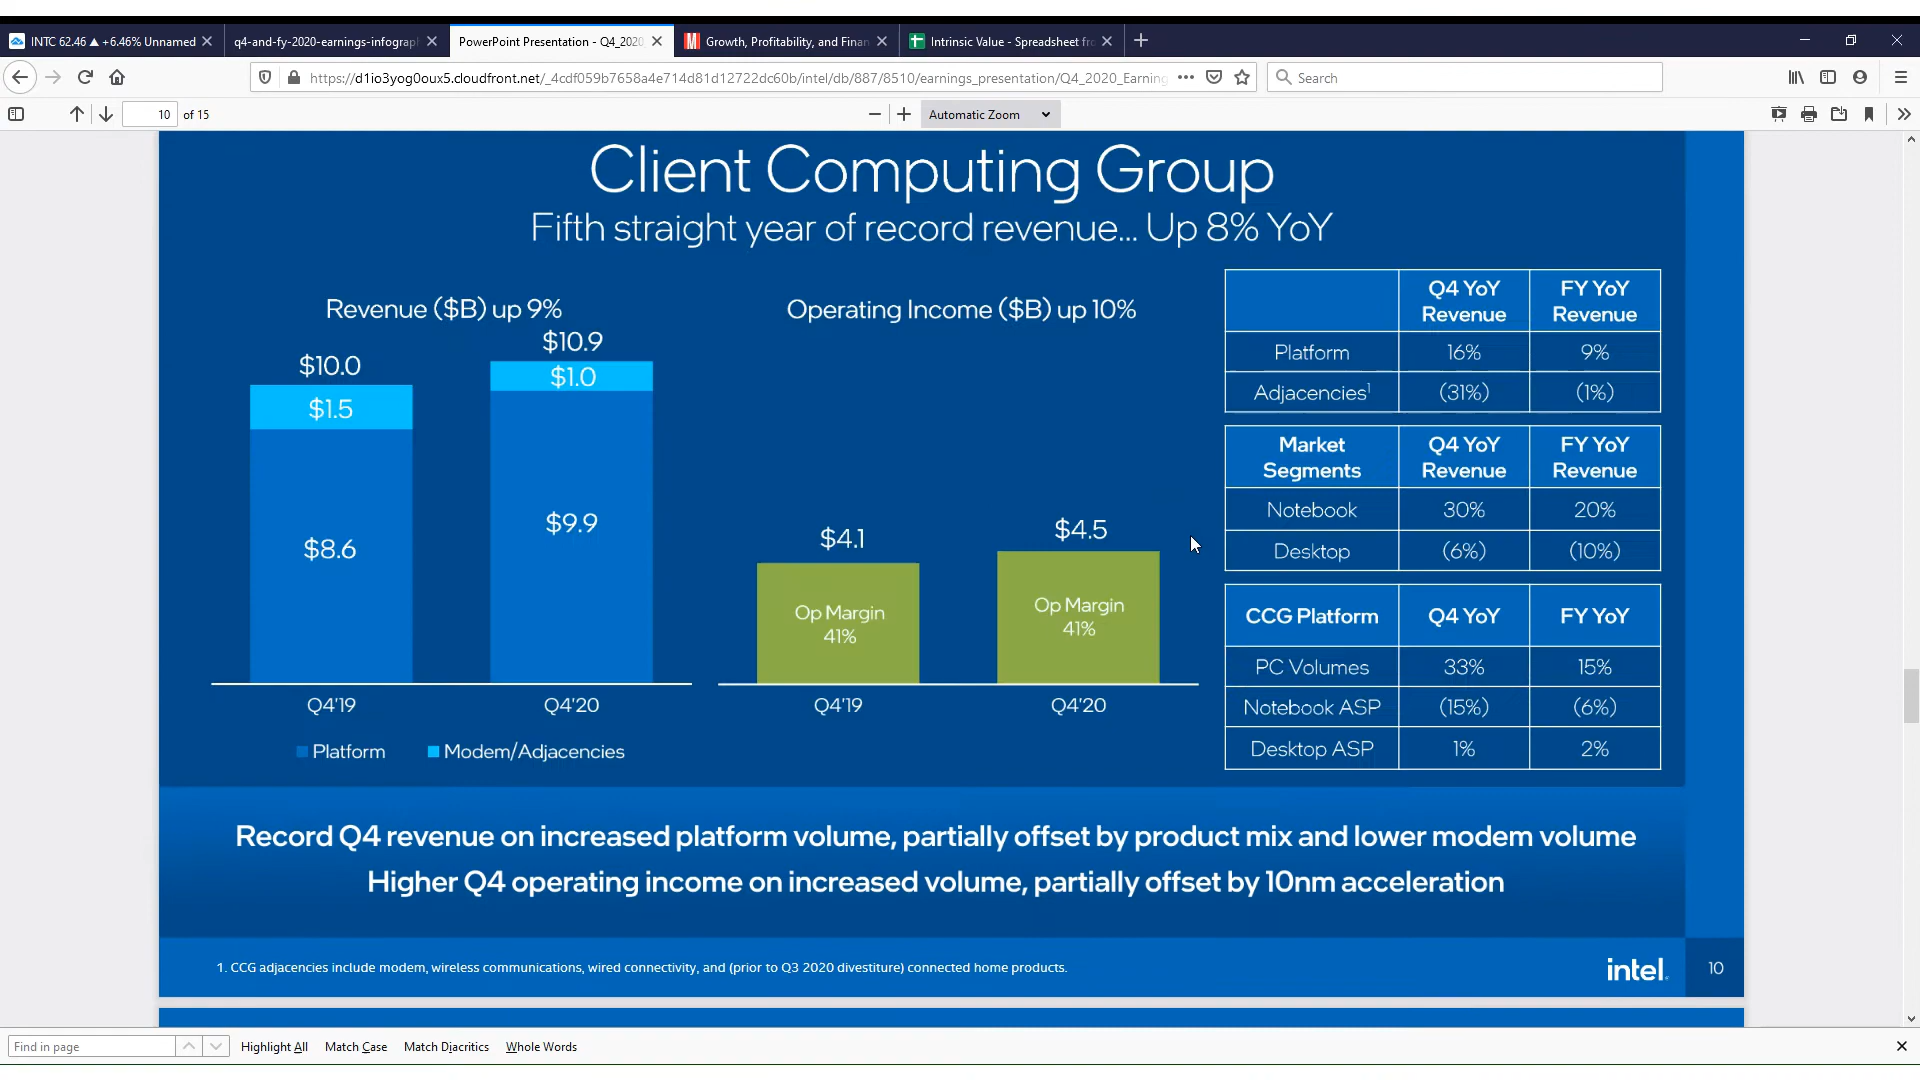 INTC 62.46 ▲ +6.46% Unnamed
q4-and-fy-2020-earnings-infograp
PowerPoint Presentation - Q4_2020
Growth, Profitability, and Finan
Intrinsic Value - Spreadsheet fr
https://d1io3yog0oux5.cloudfront.net/_4cdf059b7658a4e714d81d12722dc60b/intel/db/887/8510/earnings_presentation/Q4_2020_Earning
Search
10 of 15
Automatic Zoom
Client Computing Group
Fifth straight year of record revenue... Up 8% YoY
Revenue ($B) up 9%
$10.0
$1.5
$8.6
$10.9
$1.0
$9.9
Q4'19
Q4'20
Platform
Modem/Adjacencies
Operating Income ($B) up 10%
$4.1
Op Margin
41%
$4.5
Op Margin
41%
Q4'19
Q4'20
Q4 YoY Revenue
FY YoY Revenue
Platform 16% 9%
Adjacencies1 (31%) (1%)
Market Segments
Q4 YoY Revenue
FY YoY Revenue
Notebook 30% 20%
Desktop (6%) (10%)
CCG Platform Q4 YoY FY YoY
PC Volumes 33% 15%
Notebook ASP (15%) (6%)
Desktop ASP 1% 2%
Record Q4 revenue on increased platform volume, partially offset by product mix and lower modem volume
Higher Q4 operating income on increased volume, partially offset by 10nm acceleration
1. CCG adjacencies include modem, wireless communications, wired connectivity, and (prior to Q3 2020 divestiture) connected home products.
intel.
10
Find in page
Highlight All
Match Case
Match Diacritics
Whole Words